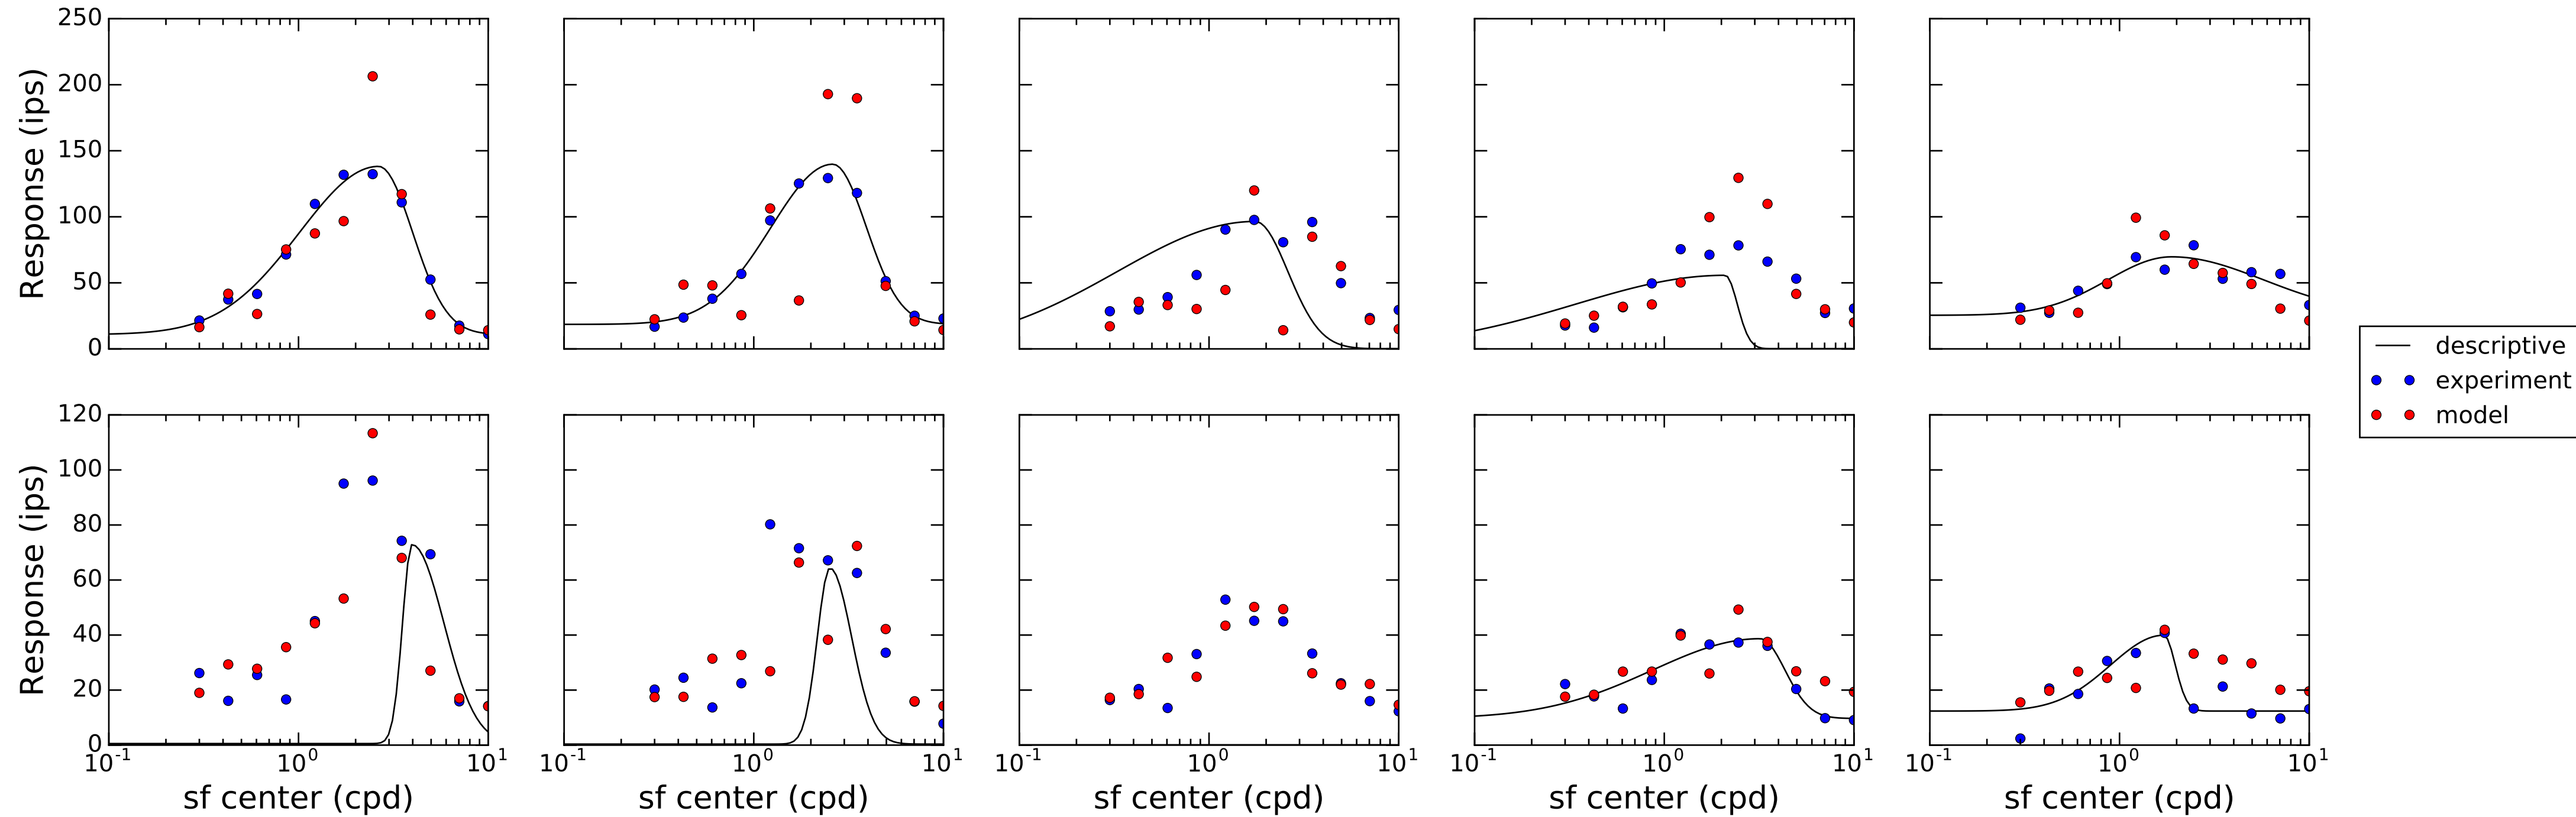 250
200
150
100
50
0
Response (ips)
descriptive
experiment
model
120
100
80
60
40
20
0
Response (ips)
10⁻¹ 10⁰ 10¹
10⁻¹ 10⁰ 10¹
10⁻¹ 10⁰ 10¹
10⁻¹ 10⁰ 10¹
10⁻¹ 10⁰ 10¹
sf center (cpd)
sf center (cpd)
sf center (cpd)
sf center (cpd)
sf center (cpd)